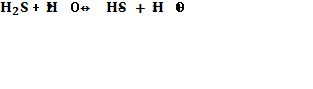 H₂S + H O⇔ HS + H O